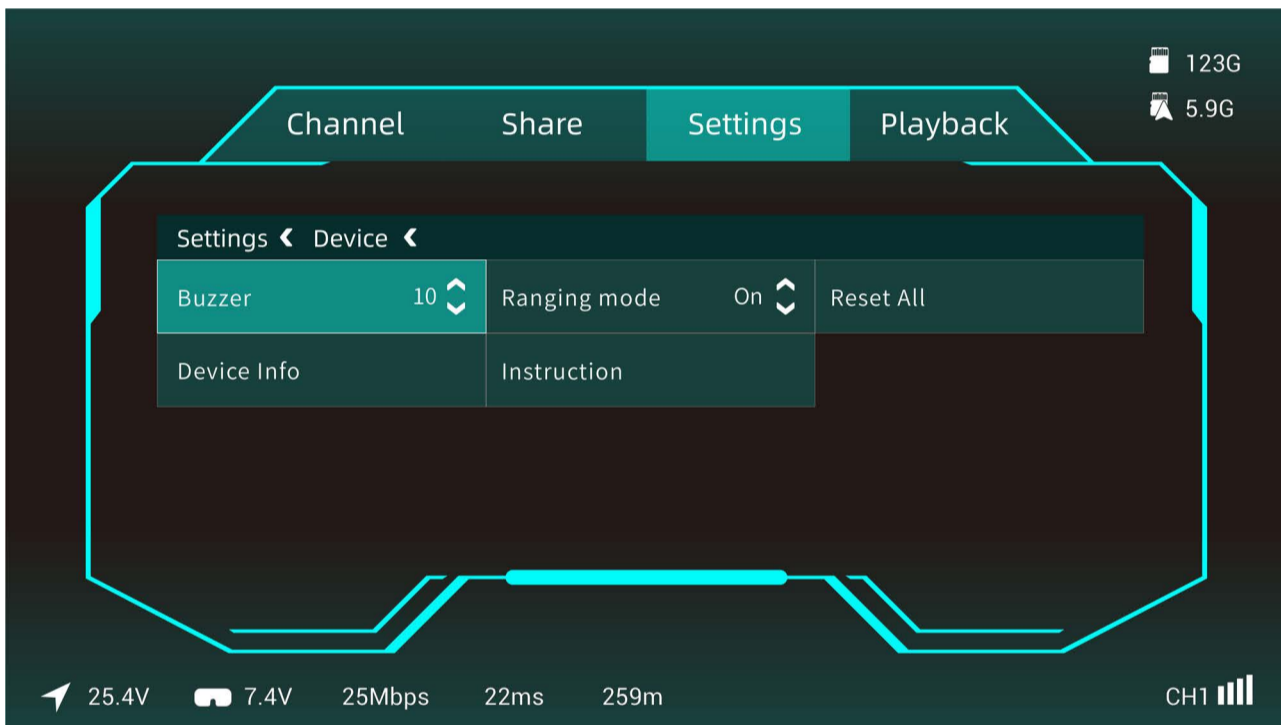 123G
5.9G
Channel Share Settings Playback
Settings Device
Buzzer 10 Ranging mode On Reset All
Device Info Instruction
25.4V 7.4V 25Mbps 22ms 259m CH1